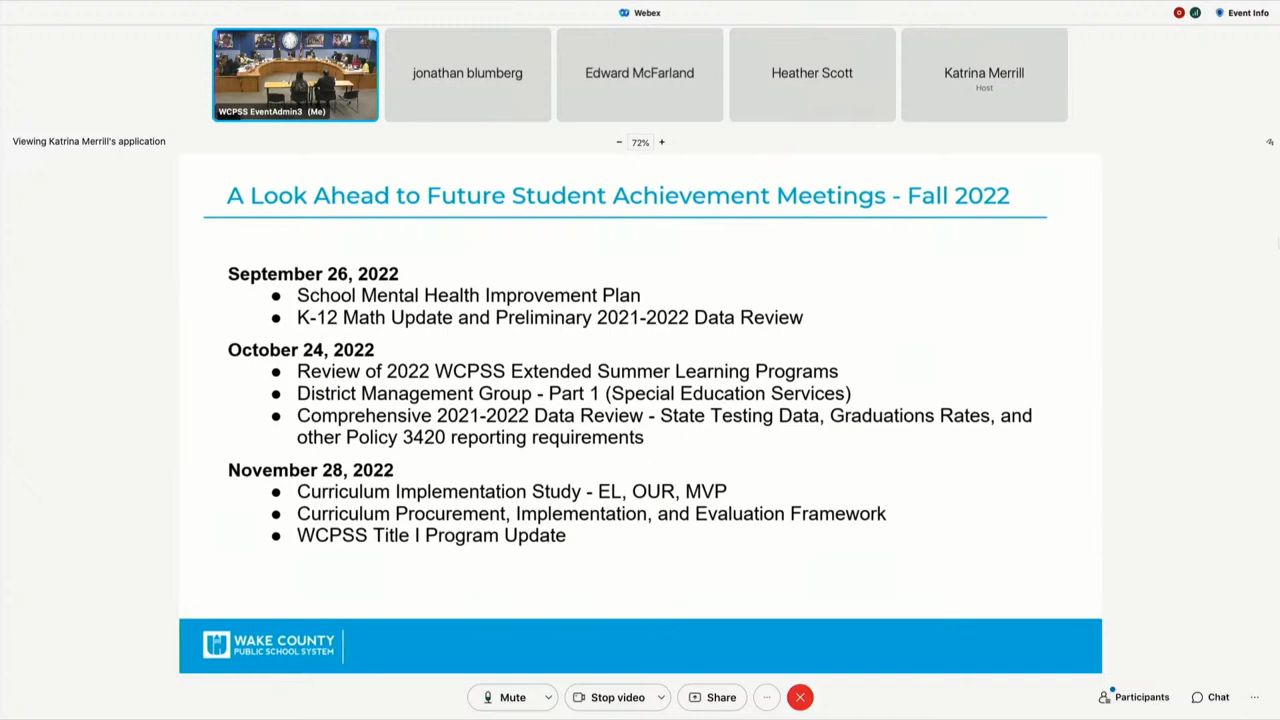 Webex
Event Info
WCPSS EventAdmin3 (Me)
jonathan blumberg
Edward McFarland
Heather Scott
Katrina Merrill
Host
Viewing Katrina Merrill's application
− 72% +
A Look Ahead to Future Student Achievement Meetings - Fall 2022
September 26, 2022
● School Mental Health Improvement Plan
● K-12 Math Update and Preliminary 2021-2022 Data Review
October 24, 2022
● Review of 2022 WCPSS Extended Summer Learning Programs
● District Management Group - Part 1 (Special Education Services)
● Comprehensive 2021-2022 Data Review - State Testing Data, Graduations Rates, and
other Policy 3420 reporting requirements
November 28, 2022
● Curriculum Implementation Study - EL, OUR, MVP
● Curriculum Procurement, Implementation, and Evaluation Framework
● WCPSS Title I Program Update
WAKE COUNTY
PUBLIC SCHOOL SYSTEM
Mute
Stop video
Share
Participants
Chat